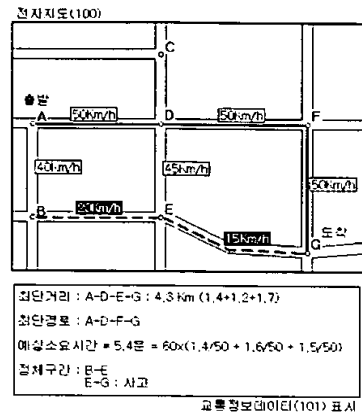 전자지도(100)
C
출발
A
50Km/h
D
50Km/h
F
40Km/h
45Km/h
50Km/h
B
20Km/h
E
15Km/h
도착
G
최단거리 : A-D-E-G : 4.3 Km (1.4+1.2+1.7)
최단경로 : A-D-F-G
예상소요시간 = 5.4분 = 60x(1.4/50 + 1.6/50 + 1.5/50)
정체구간 : B-E
E-G : 사고
교통정보데이터(101) 표시